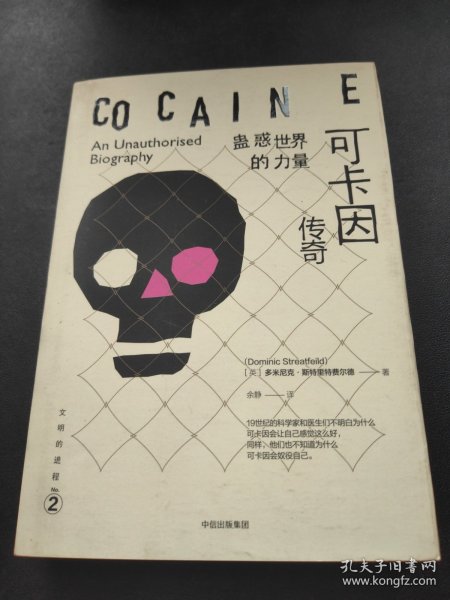 COCAINE
An Unauthorised
Biography
蛊惑世界
的力量
可卡因
传奇
(Dominic Streatfeild)
[英] 多米尼克·斯特里特费尔德 —— 著
余静 —— 译
19世纪的科学家和医生们不明白为什么
可卡因会让自己感觉这么好，
同样，他们也不知道为什么
可卡因会奴役自己。
文明的进程
No.
2
中信出版集团
孔夫子旧书网
www.kongfz.com